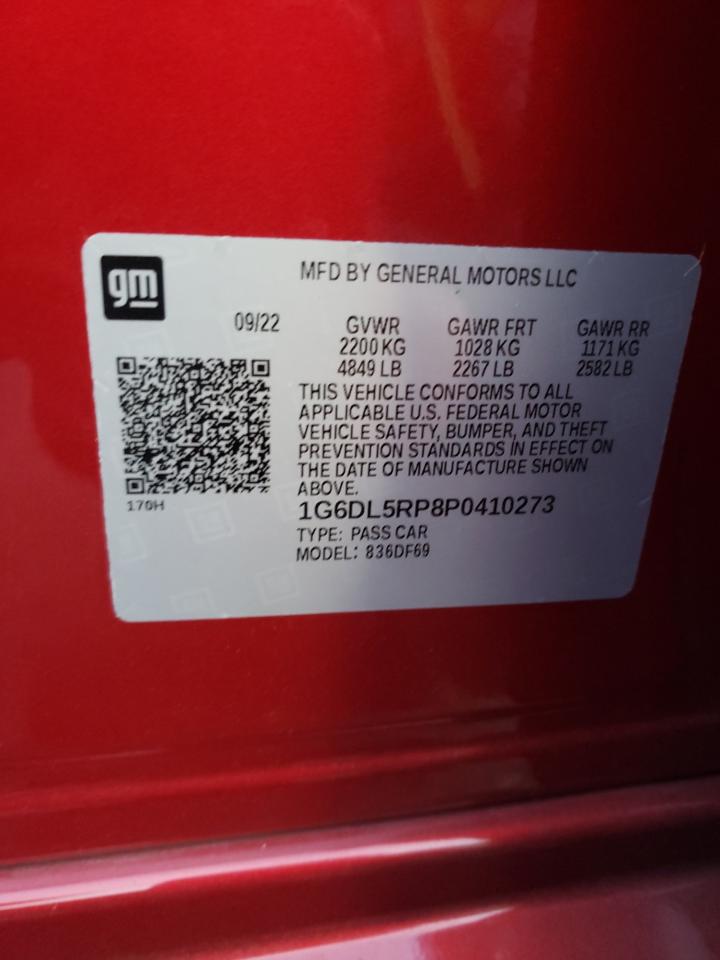 gm
MFD BY GENERAL MOTORS LLC
09/22
GVWR GAWR FRT GAWR RR
2200 KG 1028 KG 1171 KG
4849 LB 2267 LB 2582 LB
THIS VEHICLE CONFORMS TO ALL
APPLICABLE U.S. FEDERAL MOTOR
VEHICLE SAFETY, BUMPER, AND THEFT
PREVENTION STANDARDS IN EFFECT ON
THE DATE OF MANUFACTURE SHOWN
ABOVE.
170H
1G6DL5RP8P0410273
TYPE: PASS CAR
MODEL: 836DF69